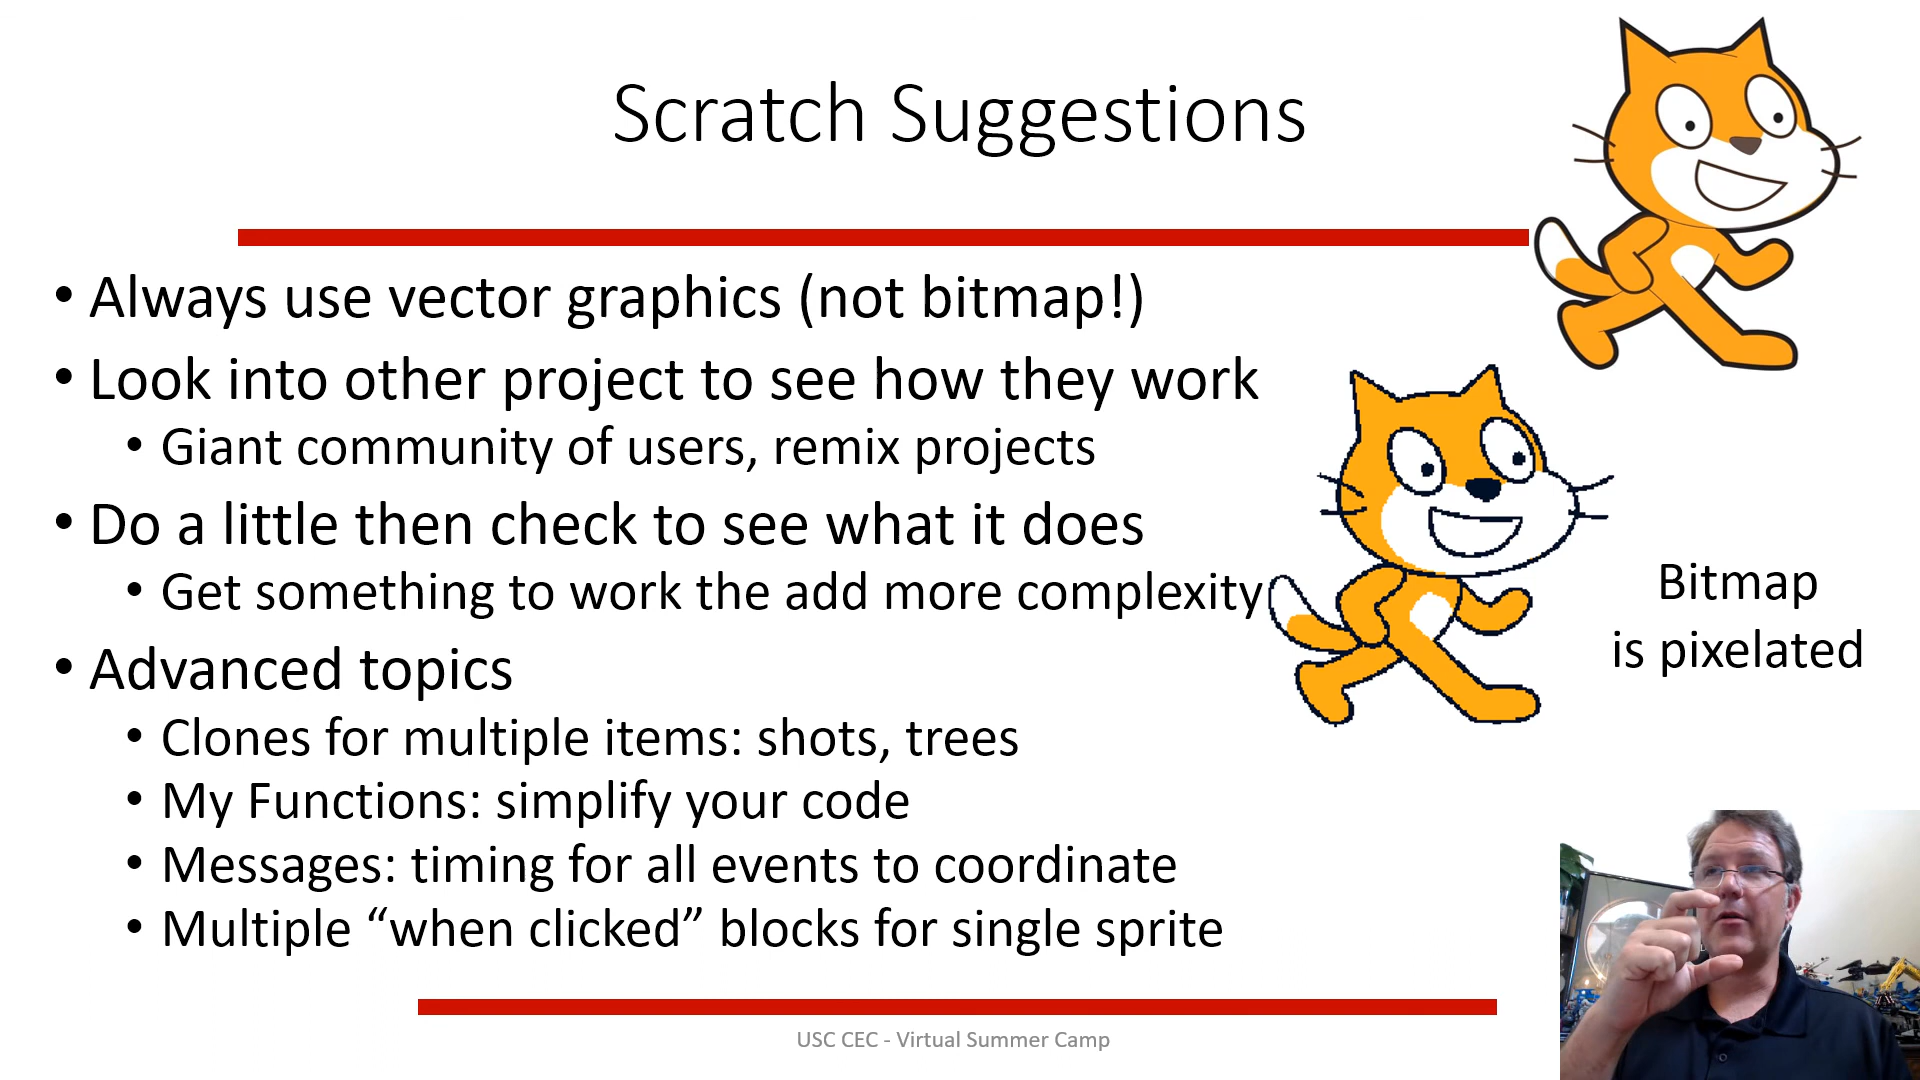 Scratch Suggestions
• Always use vector graphics (not bitmap!)
• Look into other project to see how they work
• Giant community of users, remix projects
• Do a little then check to see what it does
• Get something to work the add more complexity
Bitmap
is pixelated
• Advanced topics
• Clones for multiple items: shots, trees
• My Functions: simplify your code
• Messages: timing for all events to coordinate
• Multiple “when clicked” blocks for single sprite
USC CEC - Virtual Summer Camp